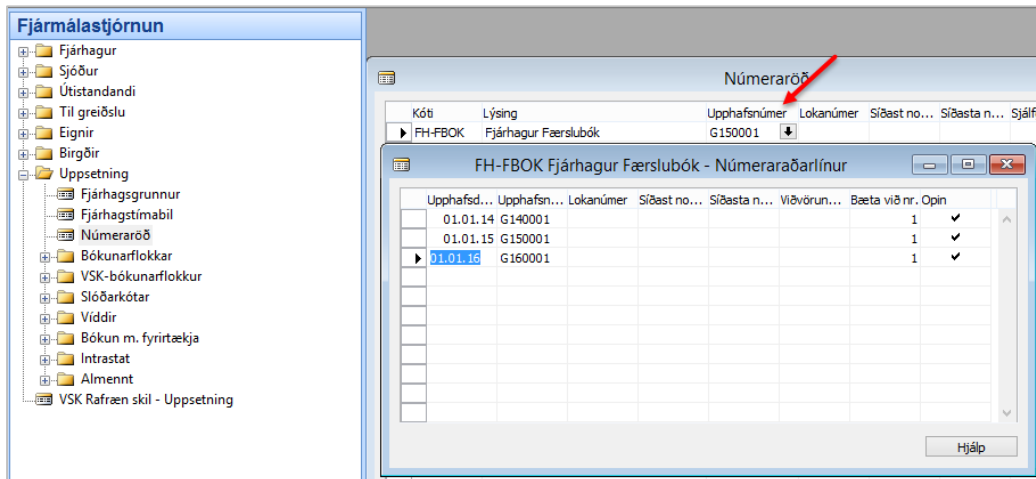 Fjármálastjórnun
Fjárhagur
Sjóður
Útistandandi
Til greiðslu
Eignir
Birgðir
Uppsetning
Fjárhagsgrunnur
Fjárhagstímabil
Númeraröð
Bókunarflokkar
VSK-bókunarflokkur
Slóðarkótar
Víddir
Bókun m. fyrirtækja
Intrastat
Almennt
VSK Rafræn skil - Uppsetning
Númeraröð
Kóti Lýsing Upphafsnúmer Lokanúmer Síðast no... Síðasta n... Sjálf
FH-FBOK Fjárhagur Færslubók G150001
FH-FBOK Fjárhagur Færslubók - Númeraraðarlínur
Upphafsd... Upphafsn... Lokanúmer Síðast no... Síðasta n... Viðvörun... Bæta við nr. Opin
01.01.14 G140001 1 ✔
01.01.15 G150001 1 ✔
01.01.16 G160001 1 ✔
Hjálp